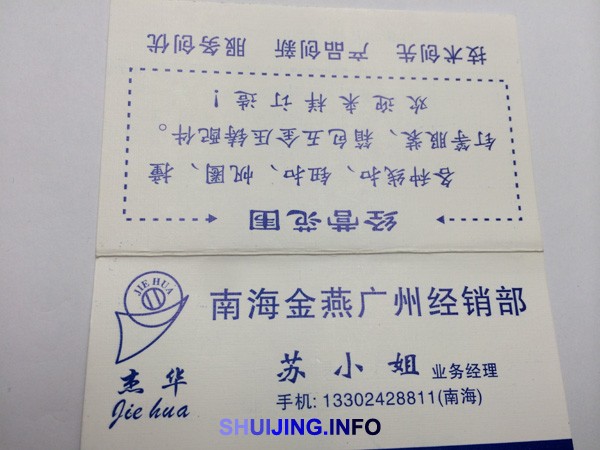 经营范围
各种线扣、钮扣、帆圈、撞
钉等服装、箱包五金压铸配件。
欢迎来样订造！
技术创先 产品创新 服务创优
JIE HUA
杰华
Jie hua
南海金燕广州经销部
苏小姐 业务经理
手机: 13302428811(南海)
SHUIJING.INFO